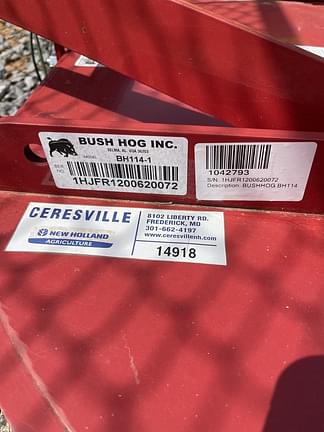 BUSH HOG INC.
SELMA, AL. USA 36703
MODEL BH114-1
SER. NO. 1HJFR1200620072
1042793
S/N: 1HJFR1200620072
Description: BUSHHOG BH114
CERESVILLE
NEW HOLLAND
AGRICULTURE
8102 LIBERTY RD.
FREDERICK, MD
301-662-4197
www.ceresvillenh.com
14918